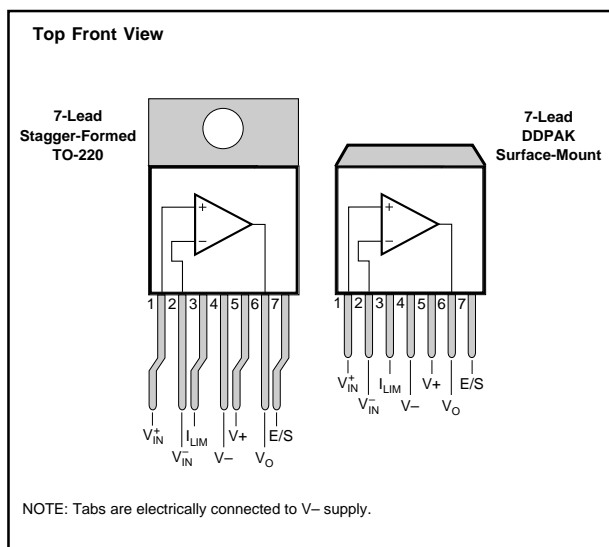 Top Front View
7-Lead
Stagger-Formed
TO-220
7-Lead
DDPAK
Surface-Mount
+
–
+
–
1 2 3 4 5 6 7
1 2 3 4 5 6 7
V+IN ILIM V+ E/S
V–IN V– VO
V+IN ILIM V+ E/S
V–IN V– VO
NOTE: Tabs are electrically connected to V– supply.